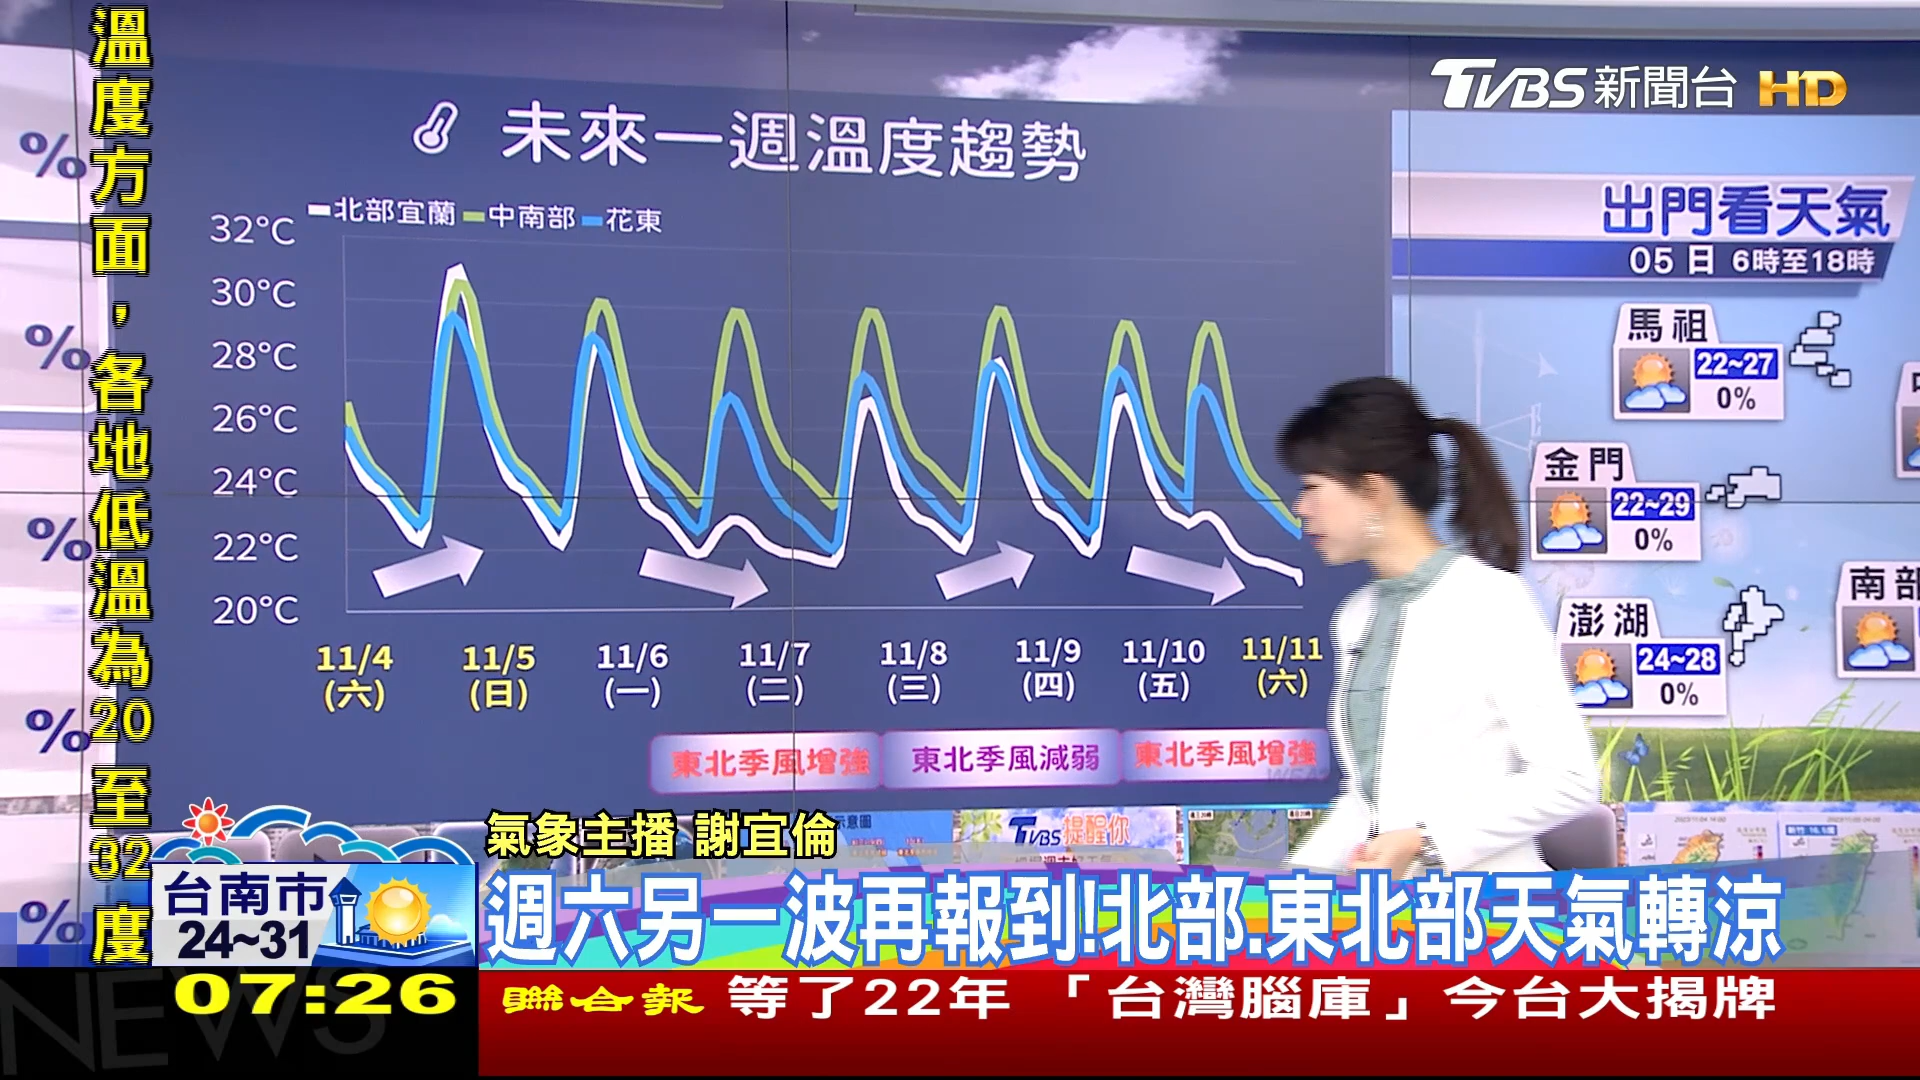 溫度方面，各地低溫為20至32度
TVBS新聞台 HD
未來一週溫度趨勢
北部宜蘭 中南部 花東
32°C
30°C
28°C
26°C
24°C
22°C
20°C
11/4 11/5 11/6 11/7 11/8 11/9 11/10 11/11
(六) (日) (一) (二) (三) (四) (五) (六)
東北季風增強 東北季風減弱 東北季風增強
出門看天氣
05日 6時至18時
馬祖
22~27
0%
金門
22~29
0%
澎湖
24~28
0%
南部
%
%
%
%
%
示意圖
TVBS 提醒你
氣象主播 謝宜倫
台南市
24~31
週六另一波再報到!北部.東北部天氣轉涼
07:26
聯合報 等了22年 「台灣腦庫」今台大揭牌
NEWS